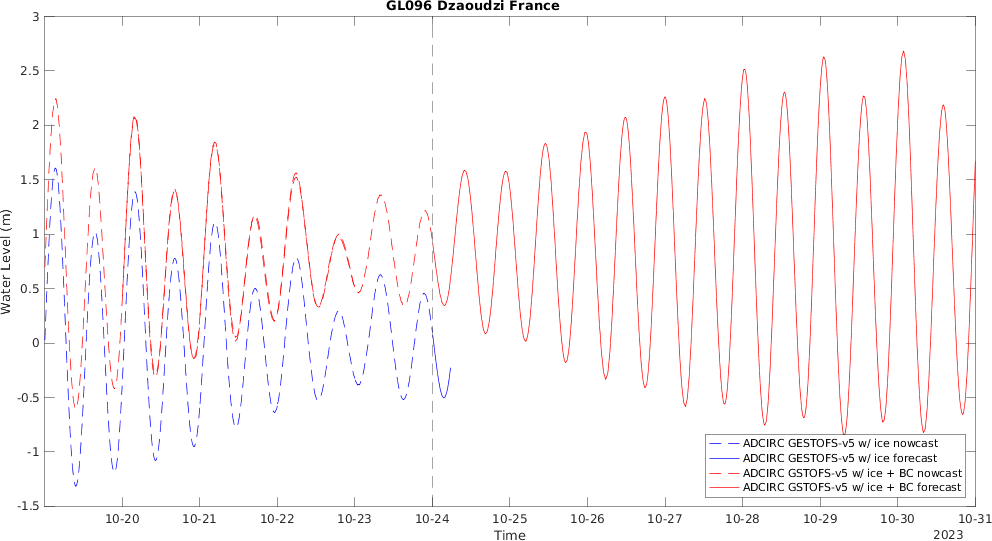 GL096 Dzaoudzi France
3
2.5
2
1.5
1
0.5
0
-0.5
-1
-1.5
Water Level (m)
ADCIRC GESTOFS-v5 w/ ice nowcast
ADCIRC GESTOFS-v5 w/ ice forecast
ADCIRC GSTOFS-v5 w/ ice + BC nowcast
ADCIRC GSTOFS-v5 w/ ice + BC forecast
10-20 10-21 10-22 10-23 10-24 10-25 10-26 10-27 10-28 10-29 10-30 10-31
Time
2023